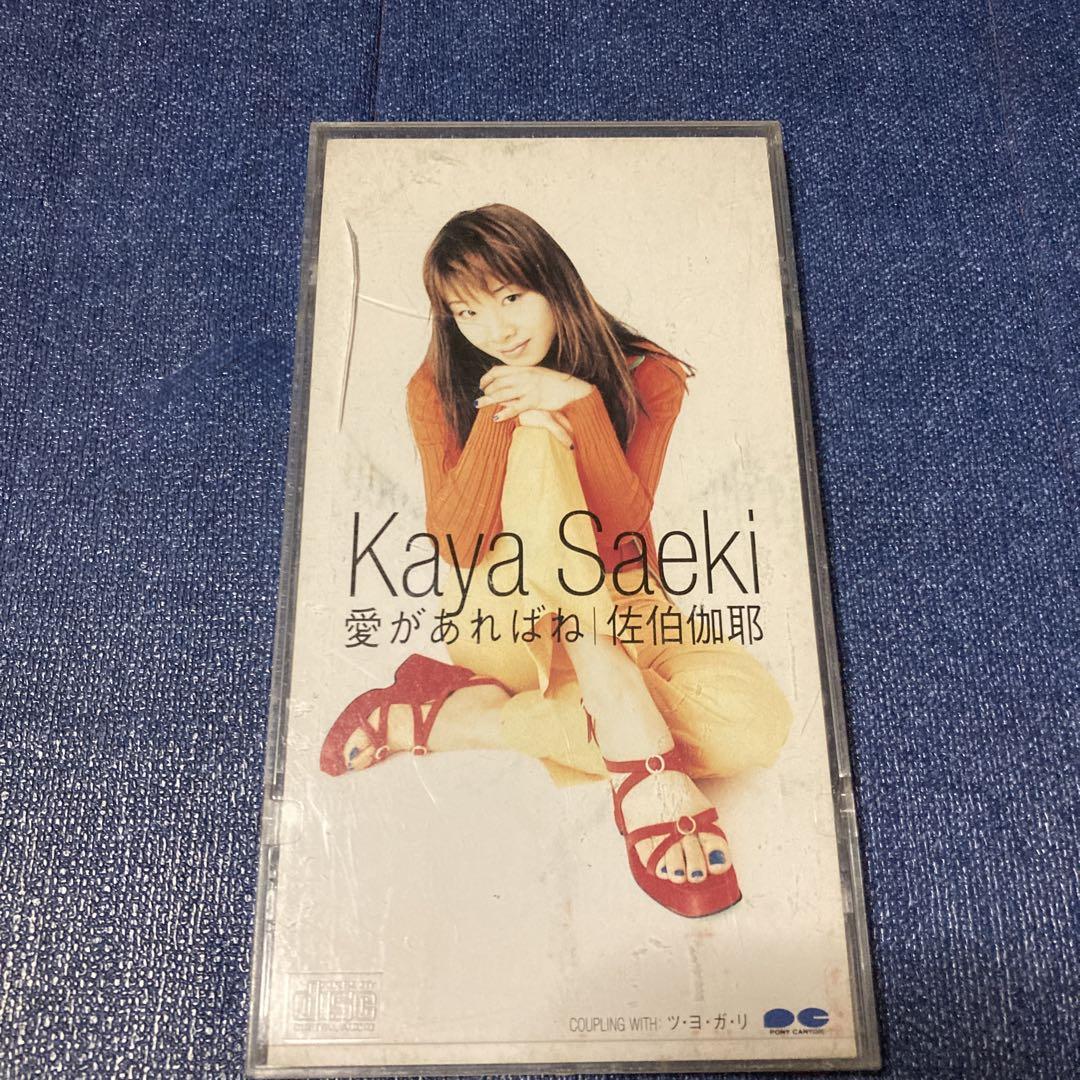 Kaya Saeki
愛があればね|佐伯伽耶
disc
DIGITAL AUDIO
COUPLING WITH: ツ・ヨ・ガ・リ
PONY CANYON